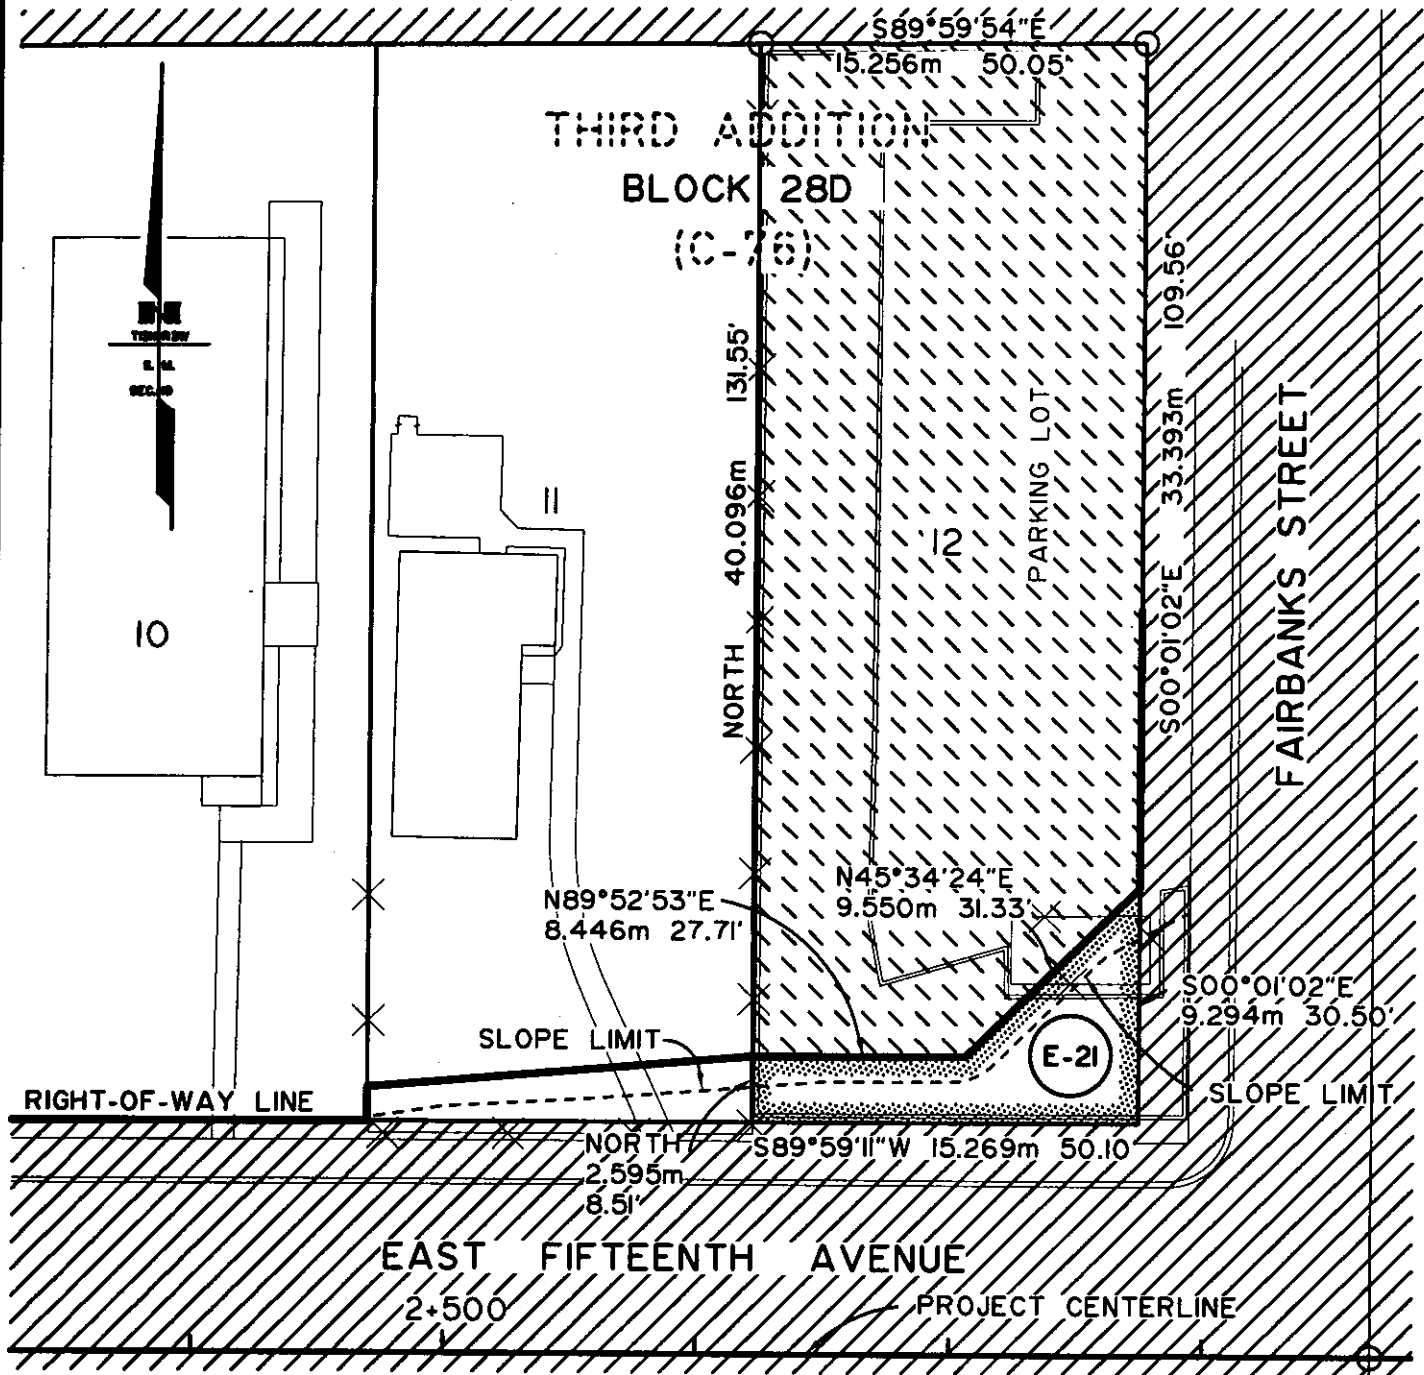 S89°59'54"E
15.256m 50.05'
THIRD ADDITION
BLOCK 28D
(C-76)
109.56'
33.393m
S00°01'02"E
131.55'
40.096m
NORTH
PARKING LOT
FAIRBANKS STREET
11
12
10
N45°34'24"E
9.550m 31.33'
N89°52'53"E
8.446m 27.71'
S00°01'02"E
9.294m 30.50'
SLOPE LIMIT
E-21
SLOPE LIMIT
RIGHT-OF-WAY LINE
NORTH
2.595m
8.51'
S89°59'11"W 15.269m 50.10
EAST FIFTEENTH AVENUE
2+500
PROJECT CENTERLINE